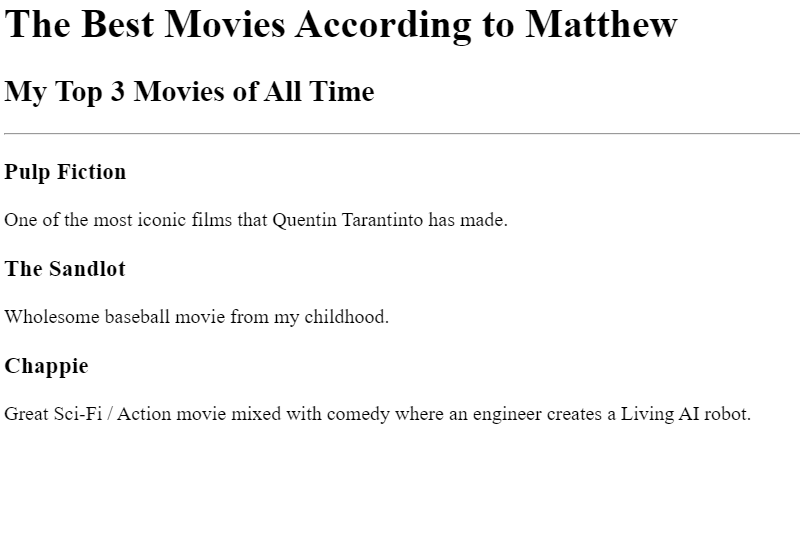 The Best Movies According to Matthew
My Top 3 Movies of All Time
Pulp Fiction
One of the most iconic films that Quentin Tarantinto has made.
The Sandlot
Wholesome baseball movie from my childhood.
Chappie
Great Sci-Fi / Action movie mixed with comedy where an engineer creates a Living AI robot.